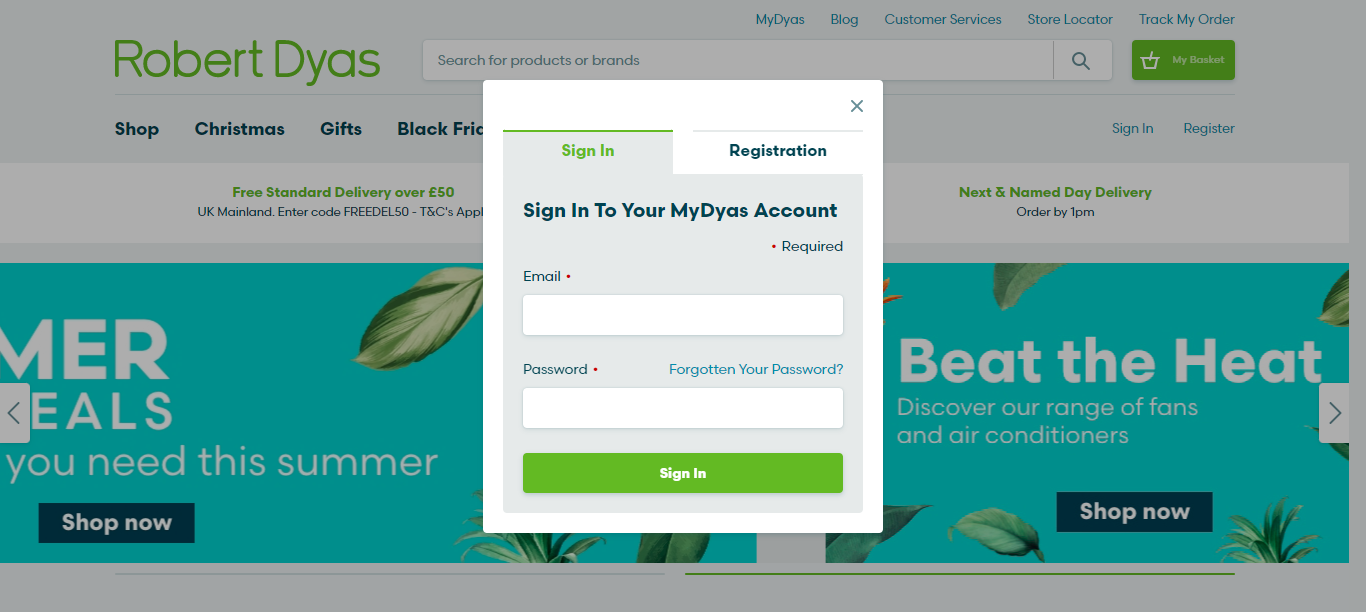 MyDyas Blog Customer Services Store Locator Track My Order
Robert Dyas
Search for products or brands
My Basket
Shop Christmas Gifts Black Frid
Sign In Register
Free Standard Delivery over £50
UK Mainland. Enter code FREEDEL50 - T&C's Appl
Next & Named Day Delivery
Order by 1pm
Sign In Registration
Sign In To Your MyDyas Account
• Required
Email •
Password • Forgotten Your Password?
Sign In
MER
EALS
you need this summer
Shop now
Beat the Heat
Discover our range of fans
and air conditioners
Shop now